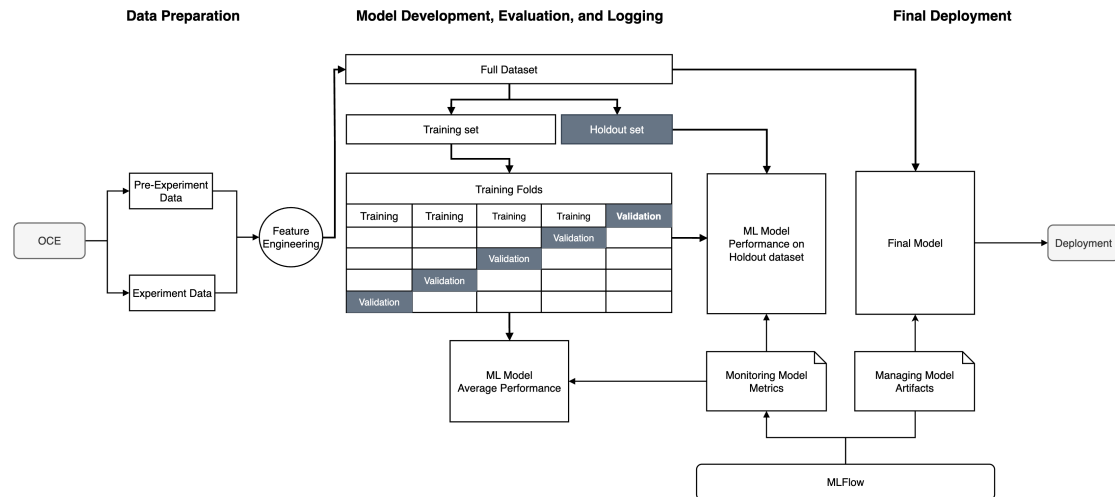 Data Preparation
Model Development, Evaluation, and Logging
Final Deployment
Full Dataset
Training set
Holdout set
Pre-Experiment
Data
OCE
Experiment Data
Feature
Engineering
Training Folds
Training
Training
Training
Training
Validation
Validation
Validation
Validation
Validation
ML Model
Performance on
Holdout dataset
Final Model
Deployment
ML Model
Average Performance
Monitoring Model
Metrics
Managing Model
Artifacts
MLFlow